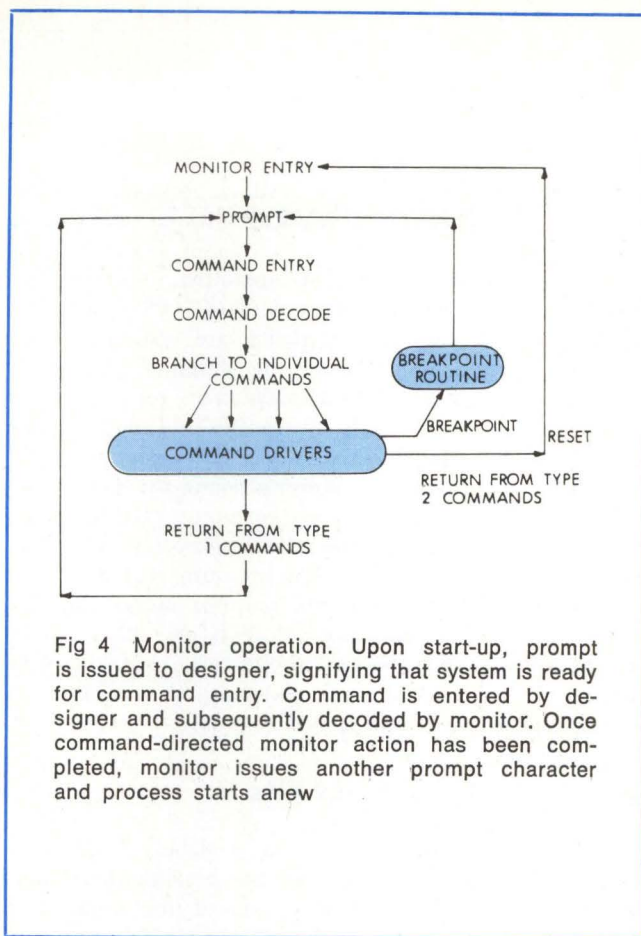 MONITOR ENTRY
PROMPT
COMMAND ENTRY
COMMAND DECODE
BRANCH TO INDIVIDUAL
COMMANDS
BREAKPOINT
ROUTINE
BREAKPOINT
RESET
COMMAND DRIVERS
RETURN FROM TYPE
2 COMMANDS
RETURN FROM TYPE
1 COMMANDS
Fig 4 Monitor operation. Upon start-up, prompt
is issued to designer, signifying that system is ready
for command entry. Command is entered by de-
signer and subsequently decoded by monitor. Once
command-directed monitor action has been com-
pleted, monitor issues another prompt character
and process starts anew